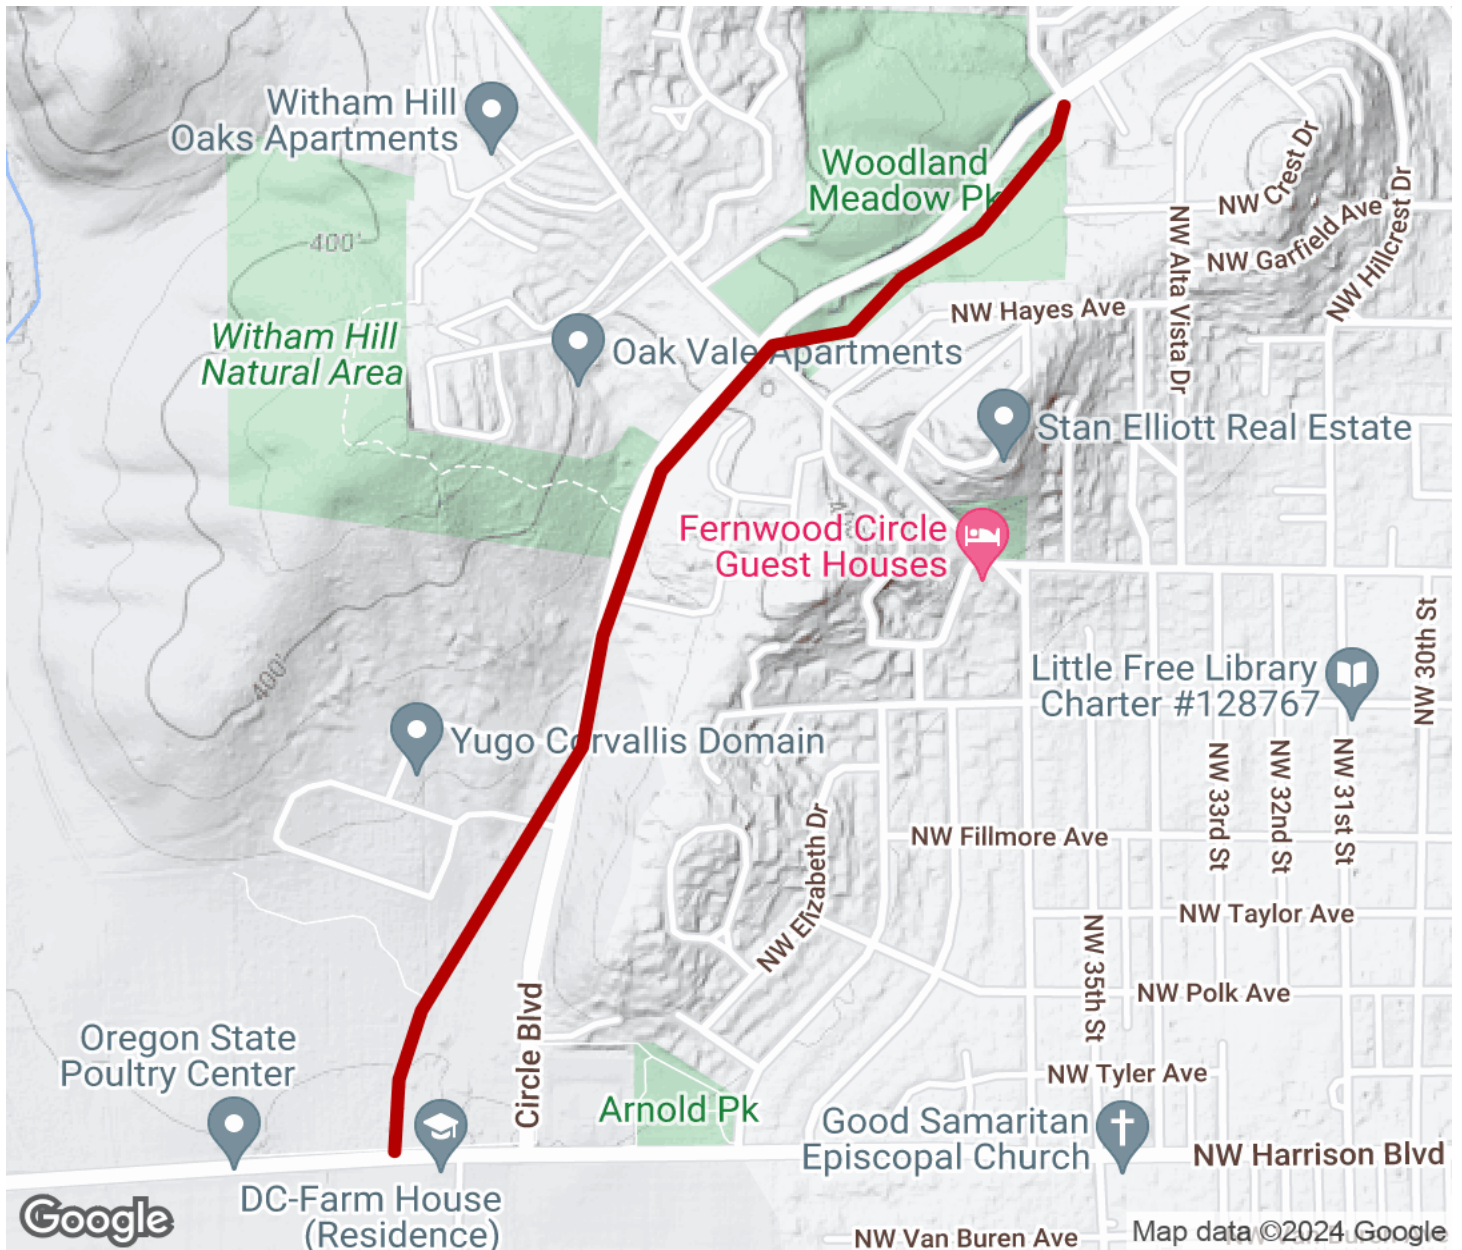 Witham Hill
Oaks Apartments
Woodland
Meadow Pk
NW Crest Dr
NW Garfield Ave
NW Hillcrest Dr
NW Alta Vista Dr
400'
Witham Hill
Natural Area
NW Hayes Ave
Oak Vale Apartments
Stan Elliott Real Estate
Fernwood Circle
Guest Houses
400'
Little Free Library
Charter #128767
NW 30th St
Yugo Corvallis Domain
NW 33rd St
NW 32nd St
NW 31st St
NW Fillmore Ave
NW Elizabeth Dr
NW Taylor Ave
NW 35th St
NW Polk Ave
Circle Blvd
Oregon State
Poultry Center
NW Tyler Ave
Arnold Pk
Good Samaritan
Episcopal Church
NW Harrison Blvd
DC-Farm House
(Residence)
Google
NW Van Buren Ave
Map data ©2024 Google